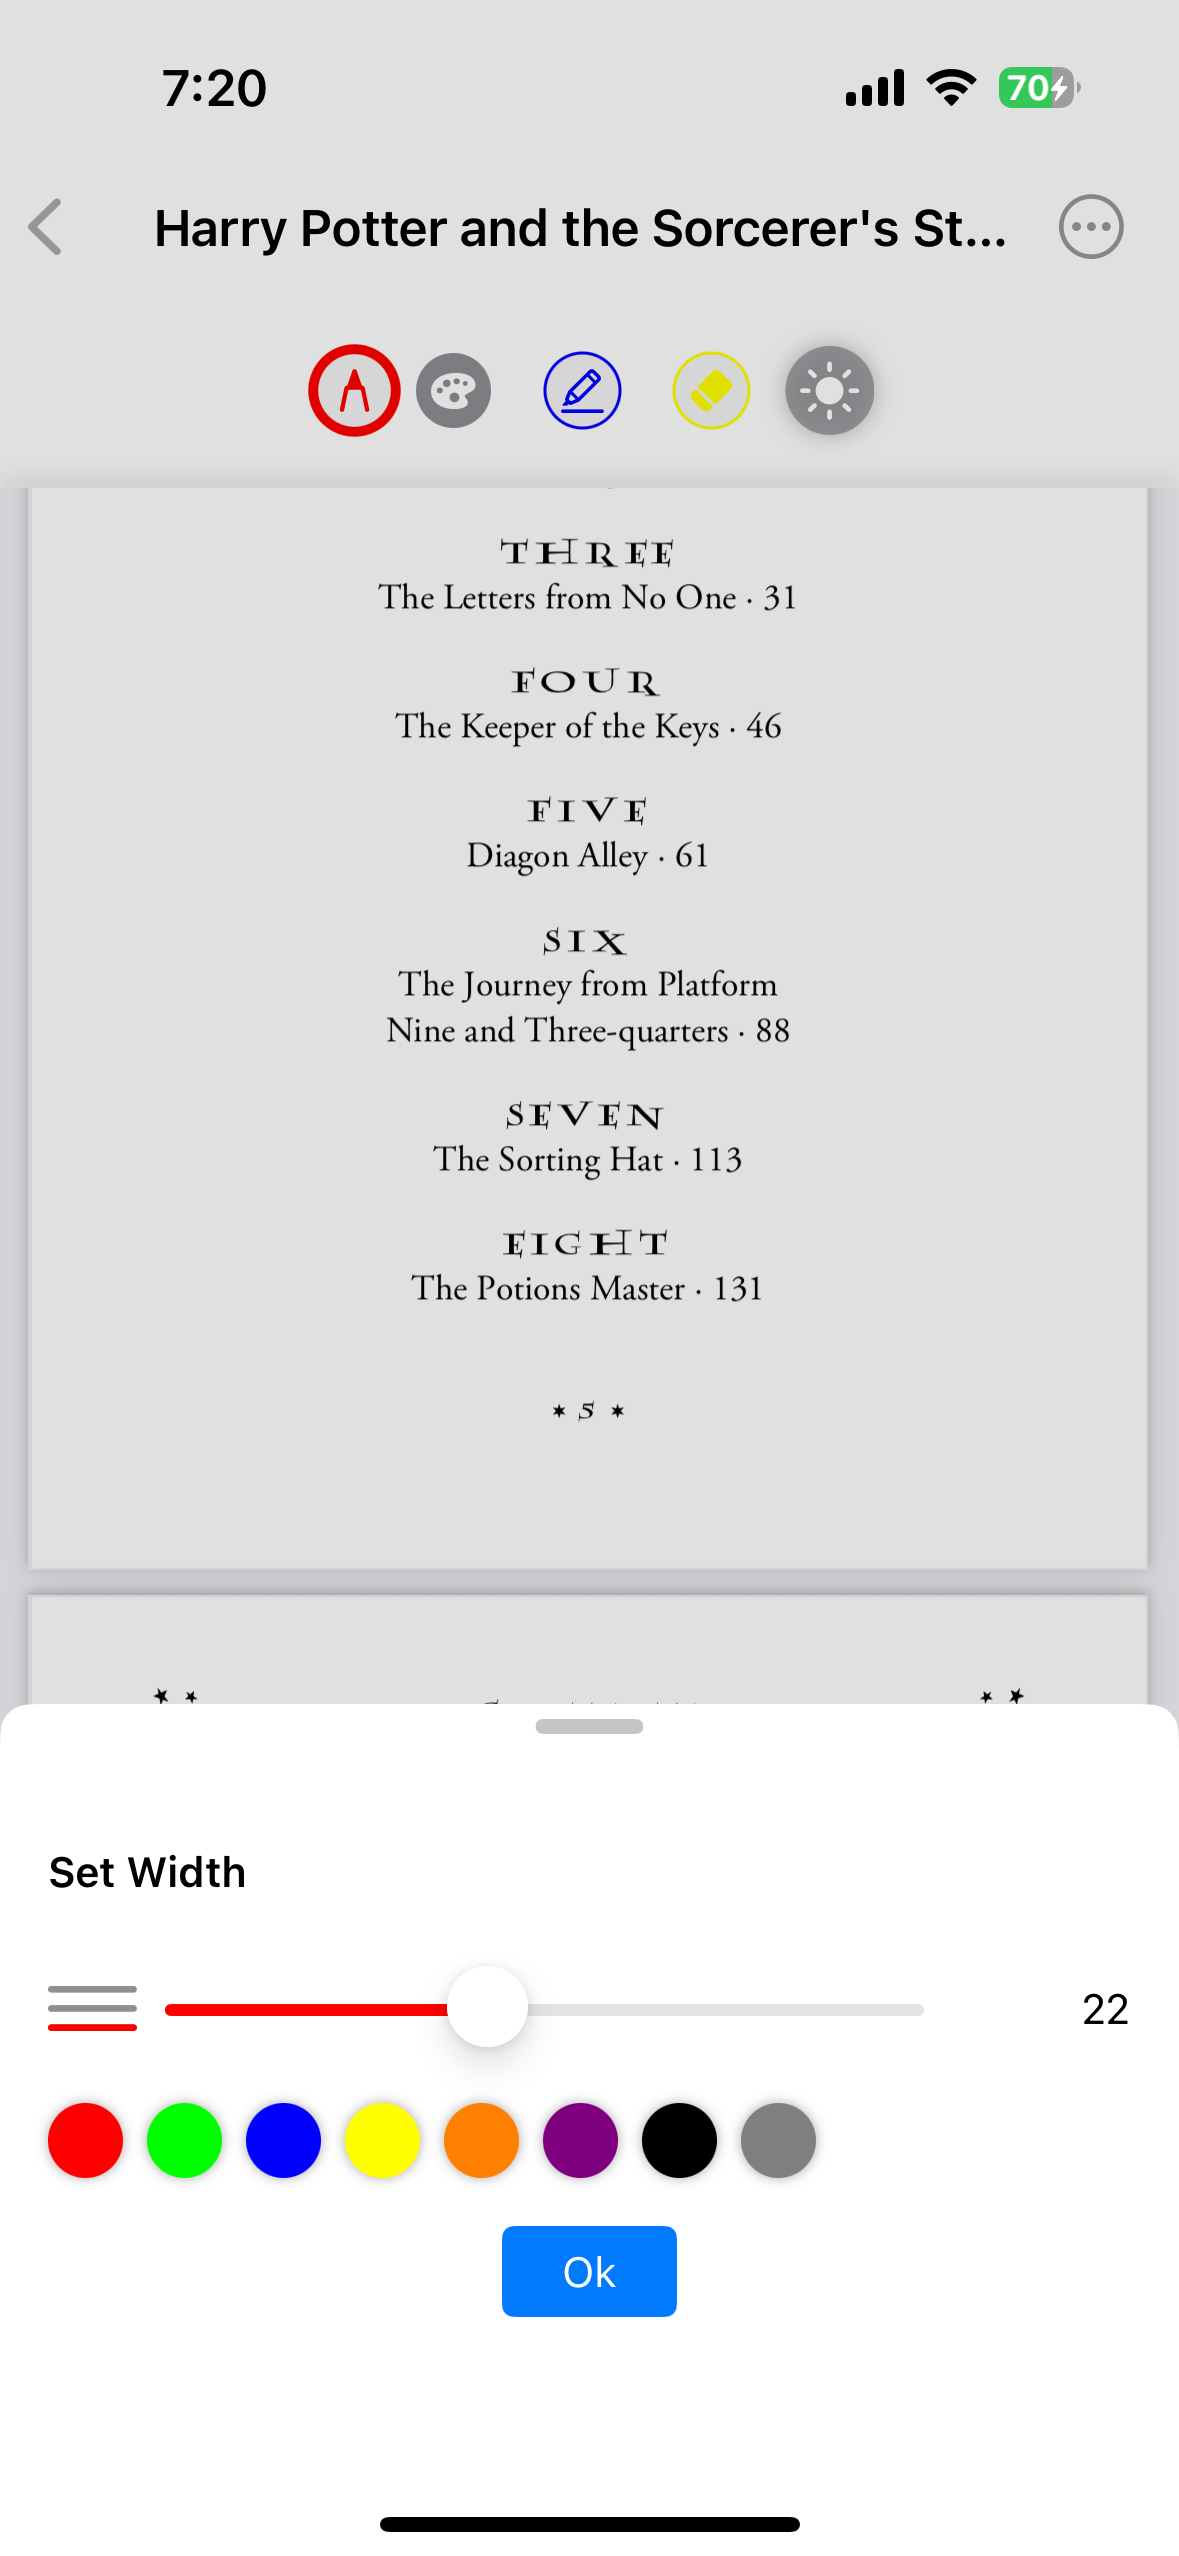 7:20
70
Harry Potter and the Sorcerer's St...
THREE
The Letters from No One · 31
FOUR
The Keeper of the Keys · 46
FIVE
Diagon Alley · 61
SIX
The Journey from Platform
Nine and Three-quarters · 88
SEVEN
The Sorting Hat · 113
EIGHT
The Potions Master · 131
★ 5 ★
Set Width
22
Ok